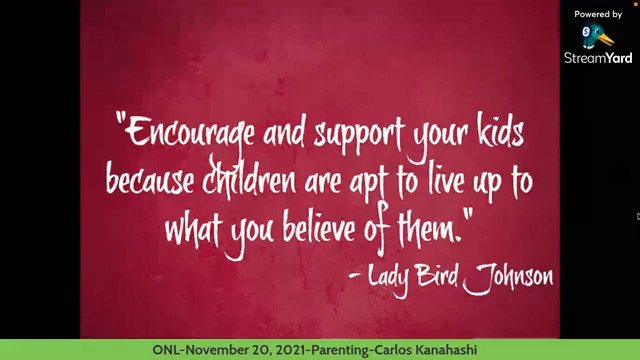 Powered by
StreamYard
"Encourage and support your kids
because children are apt to live up to
what you believe of them."
- Lady Bird Johnson
ONL-November 20, 2021-Parenting-Carlos Kanahashi